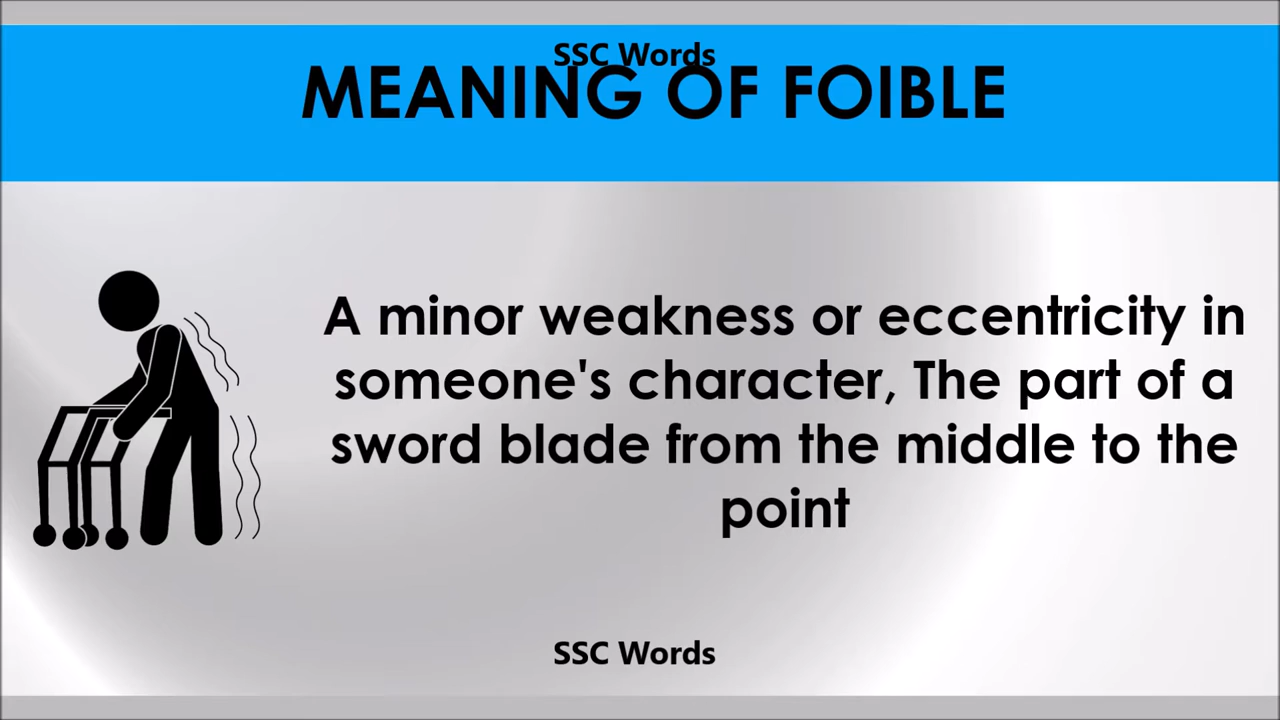 SSC Words
MEANING OF FOIBLE
A minor weakness or eccentricity in
someone's character, The part of a
sword blade from the middle to the
point
SSC Words